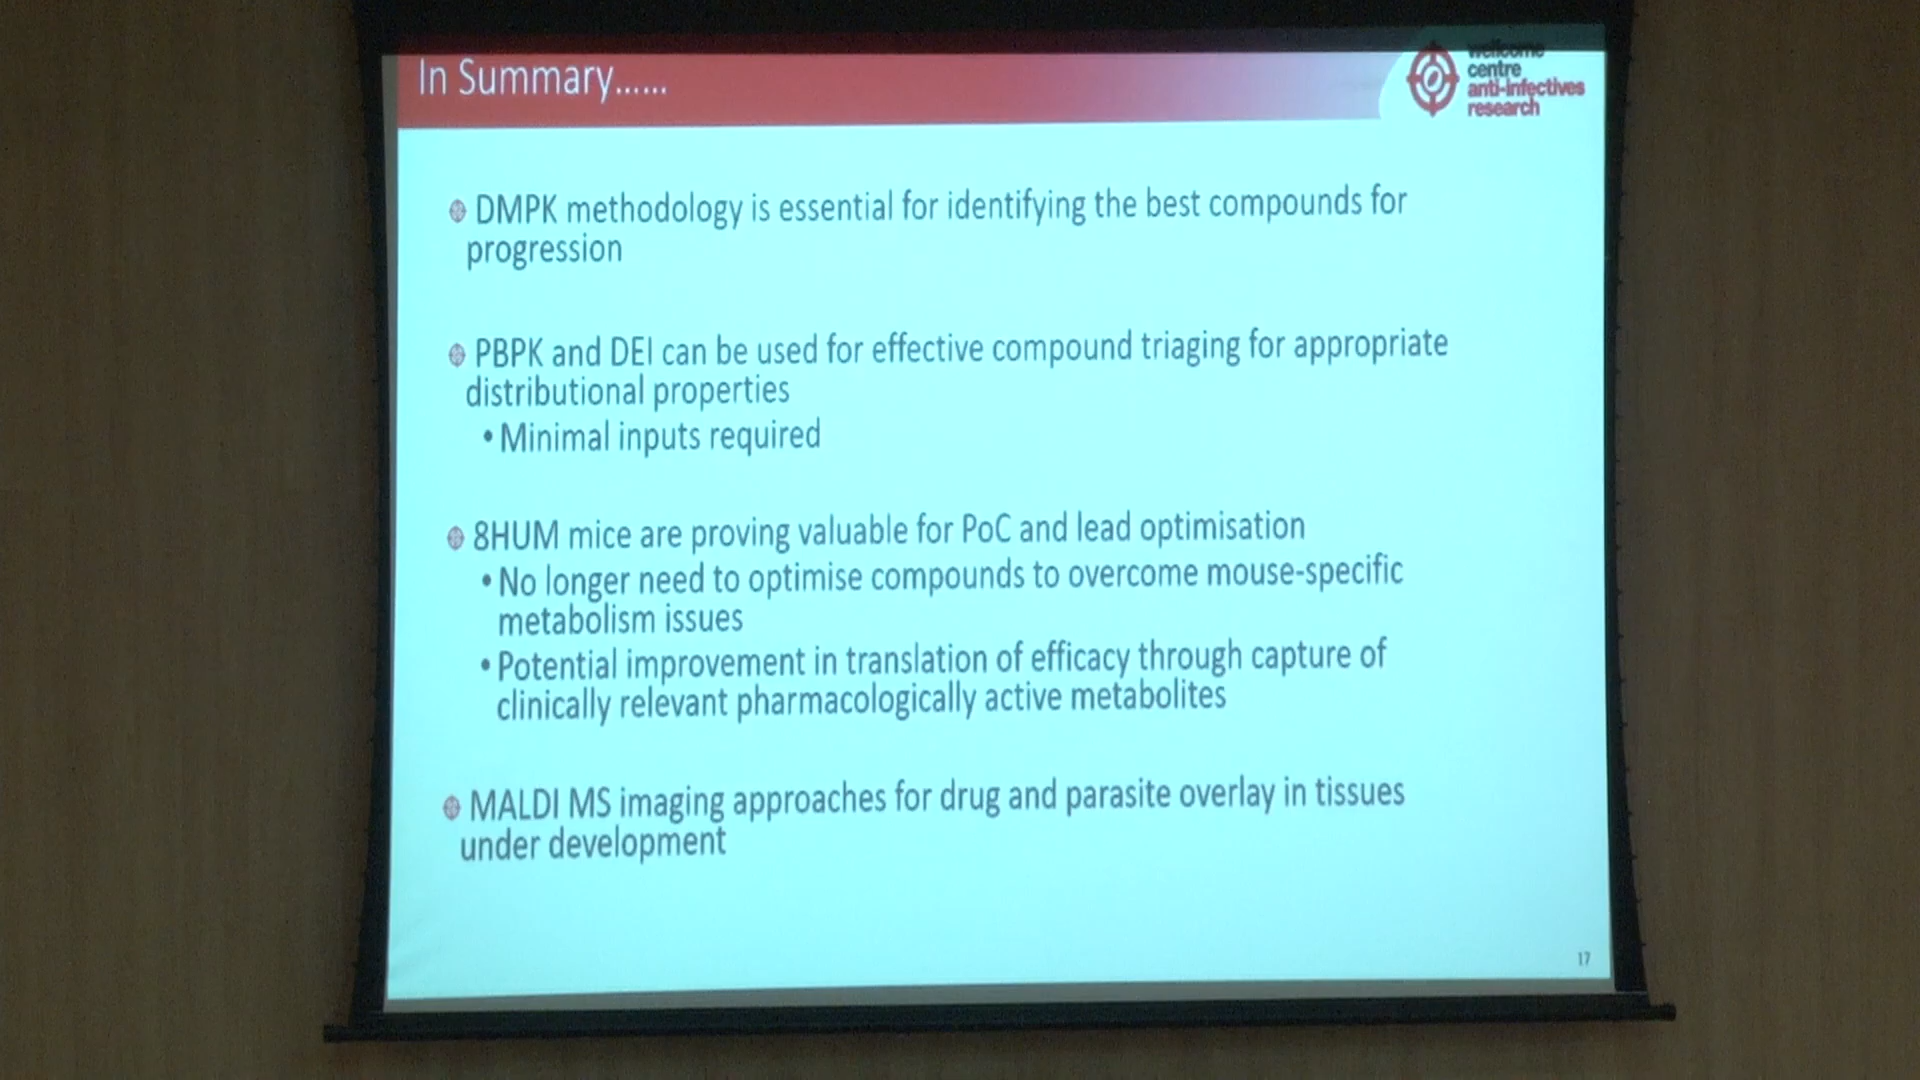 In Summary......
wellcome
centre
anti-infectives
research
DMPK methodology is essential for identifying the best compounds for
progression
PBPK and DEI can be used for effective compound triaging for appropriate
distributional properties
• Minimal inputs required
8HUM mice are proving valuable for PoC and lead optimisation
• No longer need to optimise compounds to overcome mouse-specific
metabolism issues
• Potential improvement in translation of efficacy through capture of
clinically relevant pharmacologically active metabolites
MALDI MS imaging approaches for drug and parasite overlay in tissues
under development
17